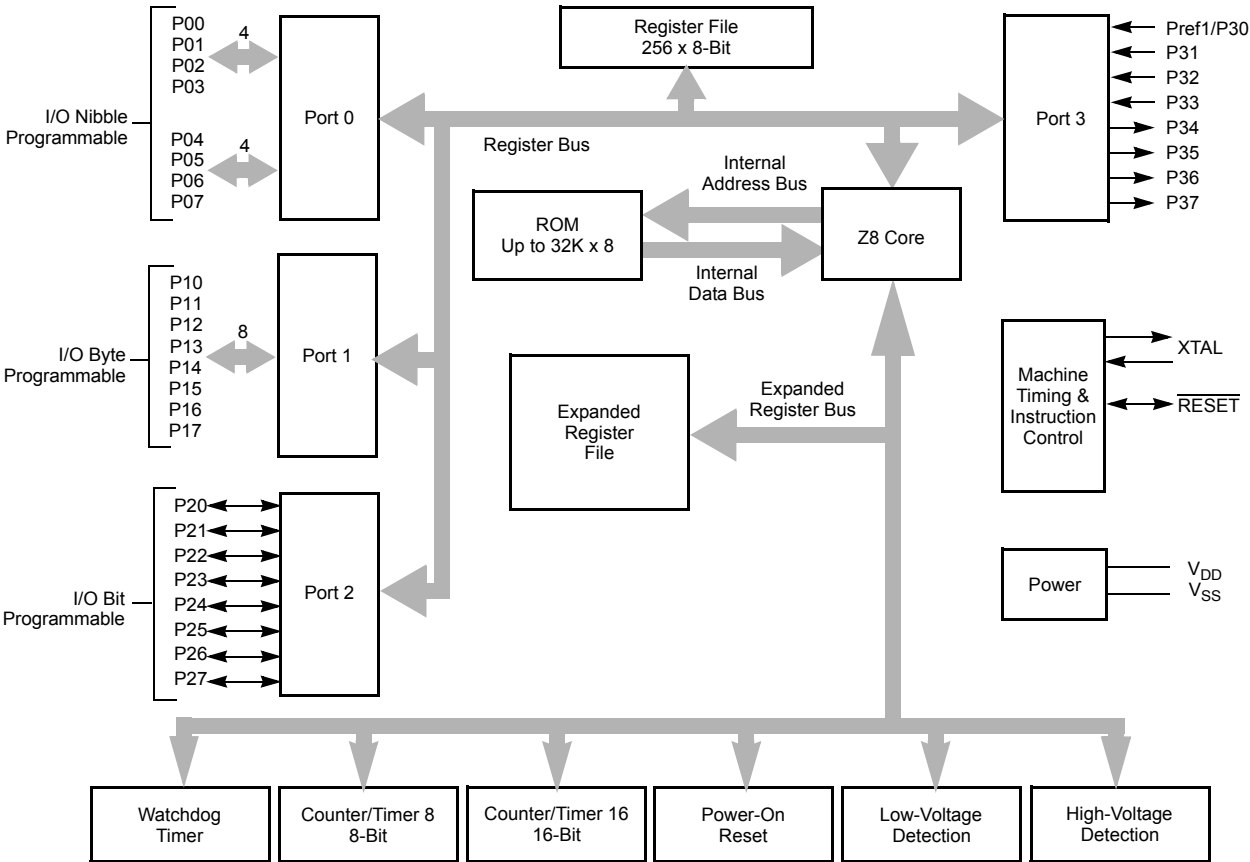 I/O Nibble
Programmable
P00
P01
P02
P03
4
P04
P05
P06
P07
4
Port 0
Register File
256 x 8-Bit
Register Bus
Port 3
Pref1/P30
P31
P32
P33
P34
P35
P36
P37
Internal
Address Bus
ROM
Up to 32K x 8
Z8 Core
Internal
Data Bus
I/O Byte
Programmable
P10
P11
P12
P13
P14
P15
P16
P17
8
Port 1
Expanded
Register
File
Expanded
Register Bus
Machine
Timing &
Instruction
Control
XTAL
RESET
I/O Bit
Programmable
P20
P21
P22
P23
P24
P25
P26
P27
Port 2
Power
VDD
VSS
Watchdog
Timer
Counter/Timer 8
8-Bit
Counter/Timer 16
16-Bit
Power-On
Reset
Low-Voltage
Detection
High-Voltage
Detection